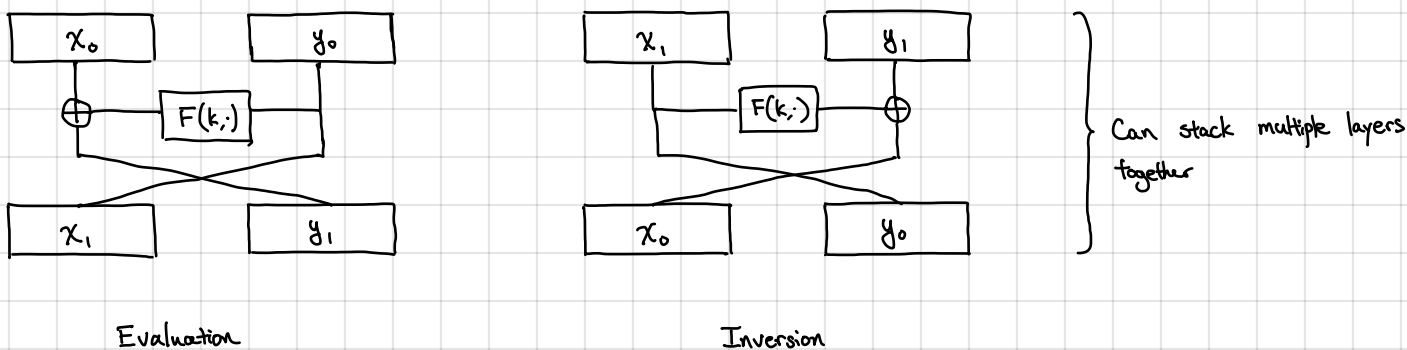 x₀ y₀ x₁ y₁
⊕ F(k,·) F(k,·) ⊕
Can stack multiple layers
together
x₁ y₁ x₀ y₀
Evaluation Inversion